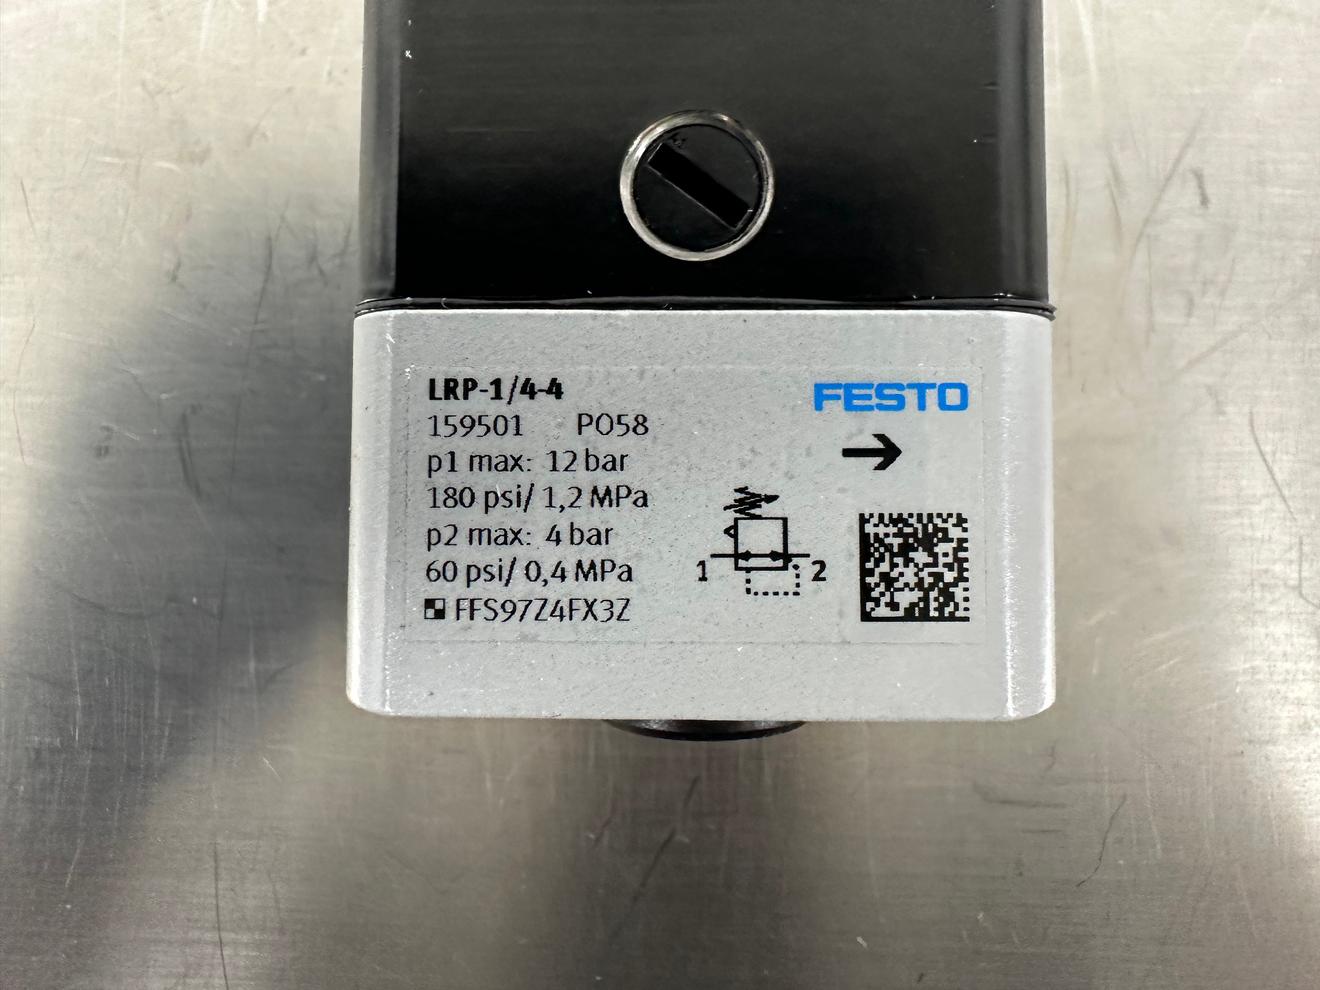 LRP-1/4-4
FESTO
159501 PO58
p1 max: 12 bar
180 psi/ 1,2 MPa
p2 max: 4 bar
60 psi/ 0,4 MPa
1 2
FFS97Z4FX3Z